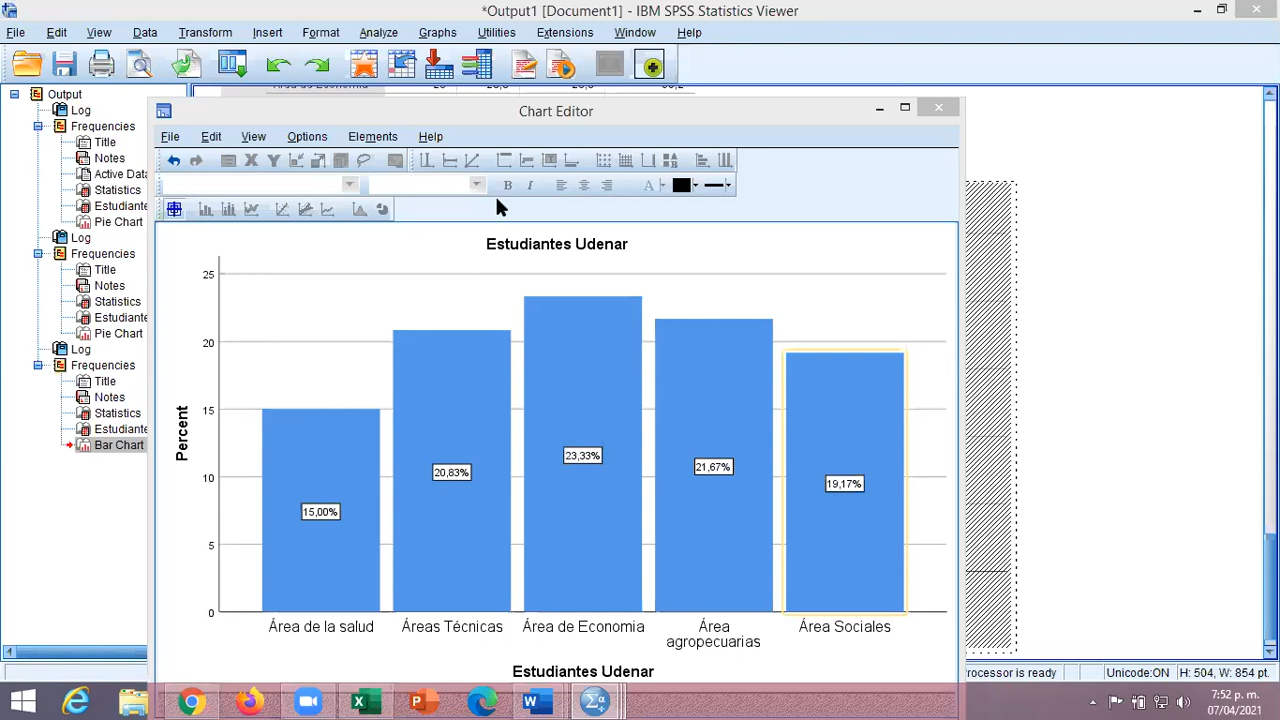 *Output1 [Document1] - IBM SPSS Statistics Viewer
File Edit View Data Transform Insert Format Analyze Graphs Utilities Extensions Window Help
Output
Log
Frequencies
Title
Notes
Active Data
Statistics
Estudiante
Pie Chart
Log
Frequencies
Title
Notes
Statistics
Estudiante
Pie Chart
Log
Frequencies
Title
Notes
Statistics
Estudiante
Bar Chart
Chart Editor
File Edit View Options Elements Help
B I A
Estudiantes Udenar
Percent
25
20
15
10
5
0
15,00%
20,83%
23,33%
21,67%
19,17%
Área de la salud
Áreas Técnicas
Área de Economia
Área agropecuarias
Área Sociales
Estudiantes Udenar
rocessor is ready Unicode:ON H: 504, W: 854 pt.
7:52 p. m.
07/04/2021